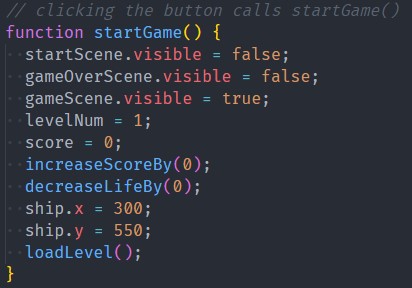 // clicking the button calls startGame()
function startGame() {
  startScene.visible = false;
  gameOverScene.visible = false;
  gameScene.visible = true;
  levelNum = 1;
  score = 0;
  increaseScoreBy(0);
  decreaseLifeBy(0);
  ship.x = 300;
  ship.y = 550;
  loadLevel();
}